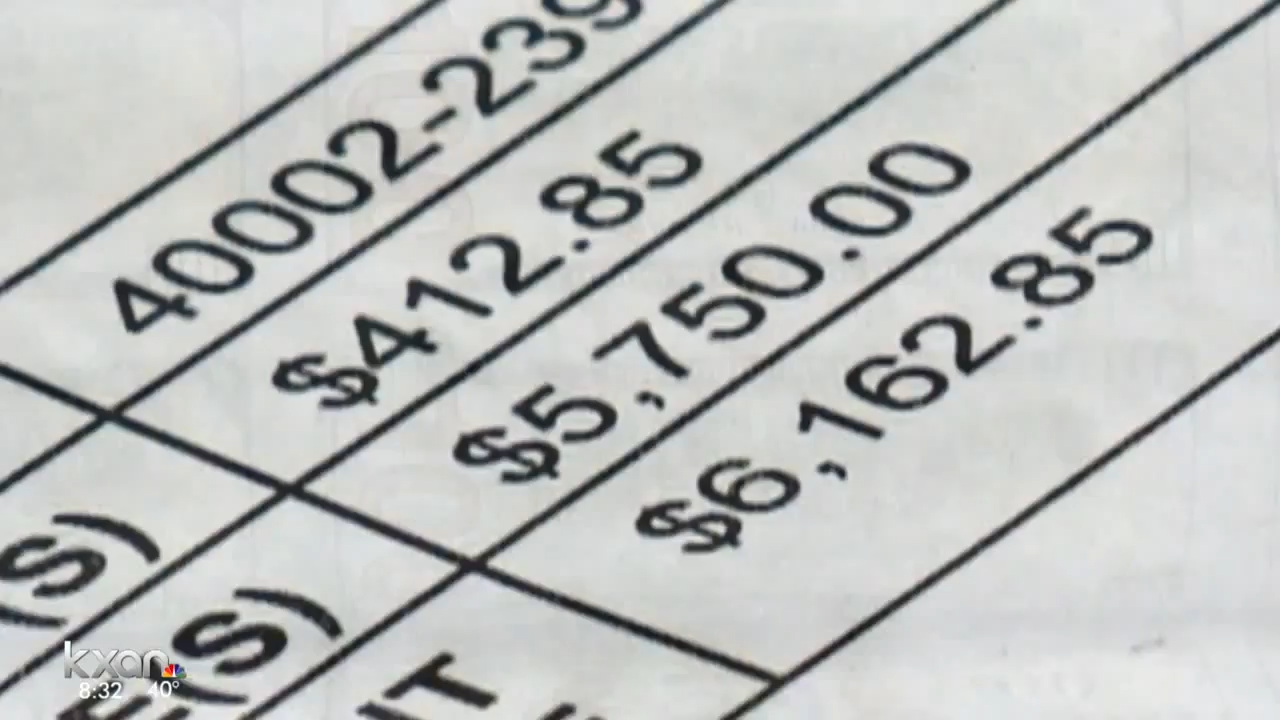 40002-239
$412.85
$5,750.00
$6,162.85
(S)
(S)
kxan
8:32 40°